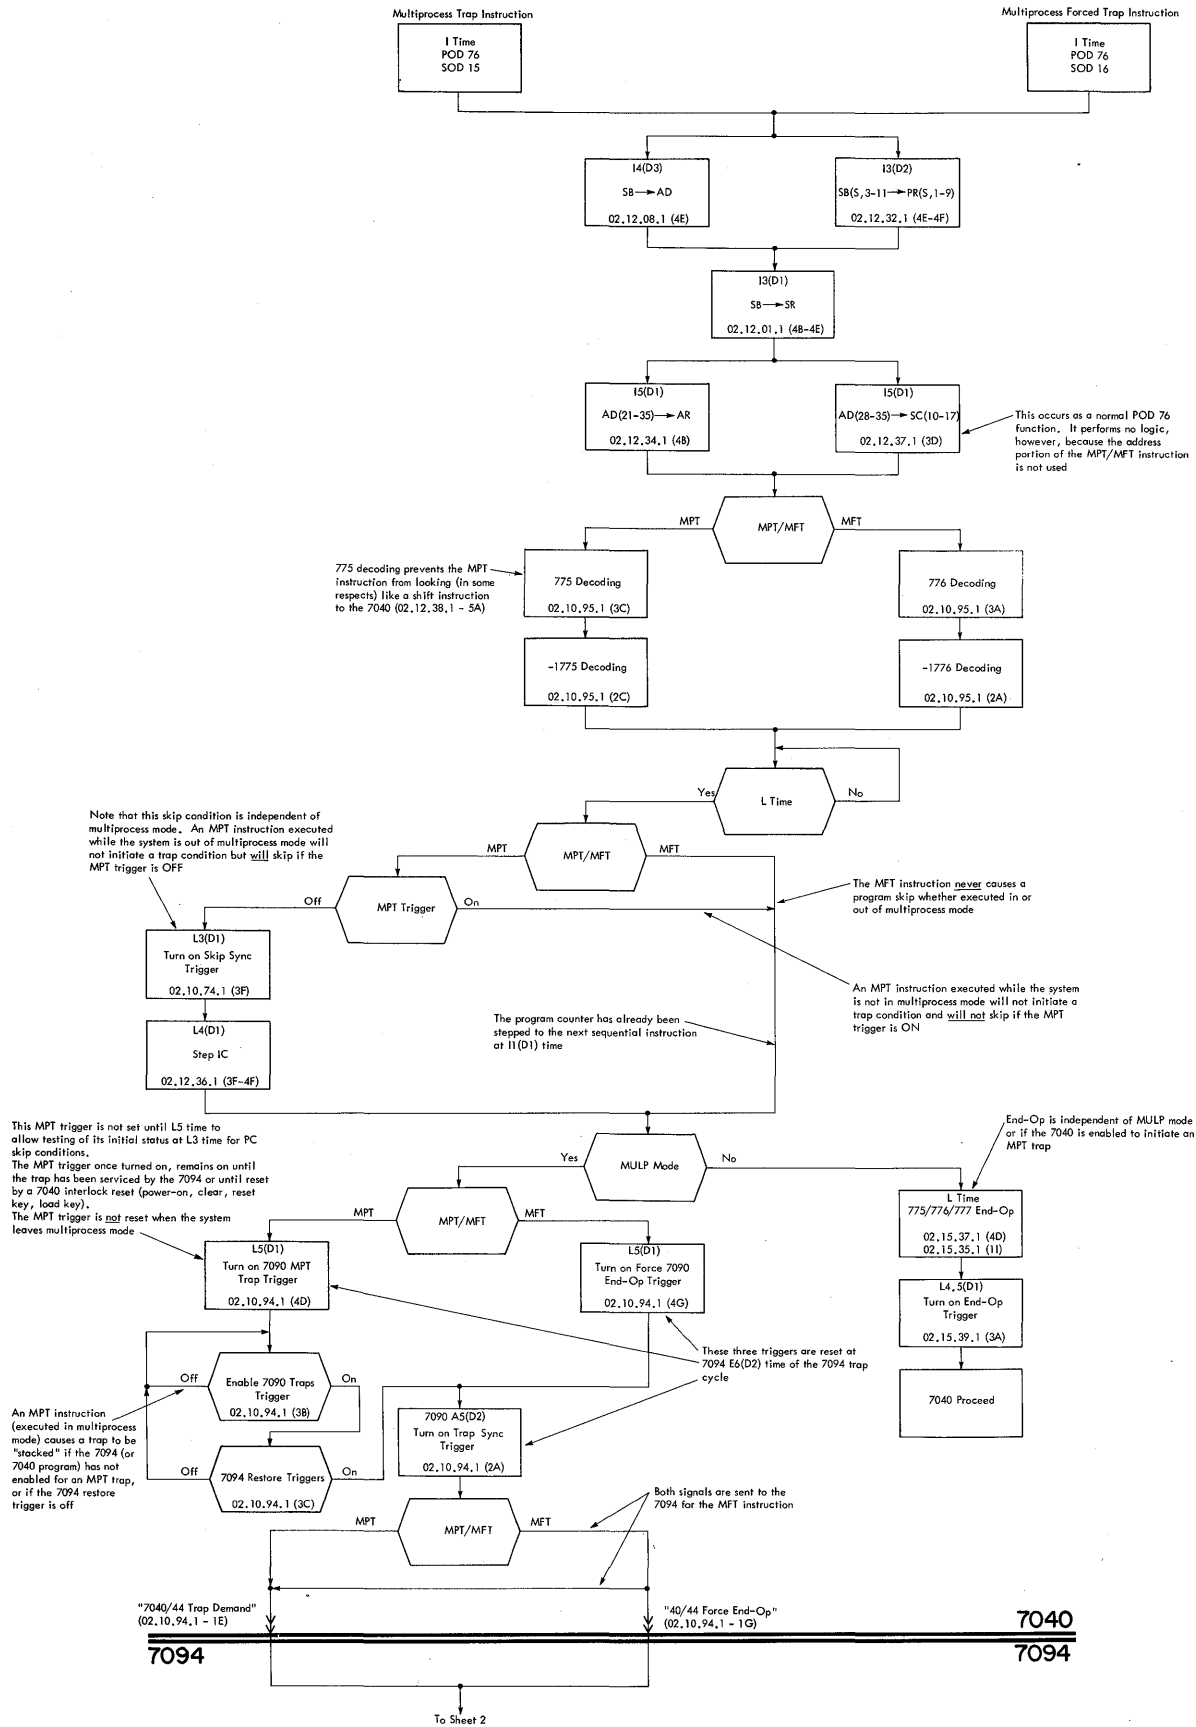 Multiprocess Trap Instruction
I Time
POD 76
SOD 15
Multiprocess Forced Trap Instruction
I Time
POD 76
SOD 16
I4(D3)
SB→AD
02.12.08.1 (4E)
I3(D2)
SB(S,3-11→PR(S,1-9)
02.12.32.1 (4E-4F)
I3(D1)
SB→SR
02.12.01.1 (4B-4E)
I5(D1)
AD(21-35)→AR
02.12.34.1 (4B)
I5(D1)
AD(28-35)→SC(10-17)
02.12.37.1 (3D)
This occurs as a normal POD 76
function. It performs no logic,
however, because the address
portion of the MPT/MFT instruction
is not used
MPT
MPT/MFT
MFT
775 decoding prevents the MPT
instruction from looking (in some
respects) like a shift instruction
to the 7040 (02.12.38.1 - 5A)
775 Decoding
02.10.95.1 (3C)
776 Decoding
02.10.95.1 (3A)
-1775 Decoding
02.10.95.1 (2C)
-1776 Decoding
02.10.95.1 (2A)
Yes
L Time
No
Note that this skip condition is independent of
multiprocess mode. An MPT instruction executed
while the system is out of multiprocess mode will
not initiate a trap condition but will skip if the
MPT trigger is OFF
MPT
MPT/MFT
MFT
Off
MPT Trigger
On
The MFT instruction never causes a
program skip whether executed in or
out of multiprocess mode
L3(D1)
Turn on Skip Sync
Trigger
02.10.74.1 (3F)
An MPT instruction executed while the system
is not in multiprocess mode will not initiate a
trap condition and will not skip if the MPT
trigger is ON
The program counter has already been
stepped to the next sequential instruction
at I1(D1) time
L4(D1)
Step IC
02.12.36.1 (3F-4F)
This MPT trigger is not set until L5 time to
allow testing of its initial status at L3 time for PC
skip conditions.
The MPT trigger once turned on, remains on until
the trap has been serviced by the 7094 or until reset
by a 7040 interlock reset (power-on, clear, reset
key, load key).
The MPT trigger is not reset when the system
leaves multiprocess mode
End-Op is independent of MULP mode
or if the 7040 is enabled to initiate an
MPT trap
Yes
MULP Mode
No
MPT
MPT/MFT
MFT
L Time
775/776/777 End-Op
02.15.37.1 (4D)
02.15.35.1 (1I)
L5(D1)
Turn on 7090 MPT
Trap Trigger
02.10.94.1 (4D)
L5(D1)
Turn on Force 7090
End-Op Trigger
02.10.94.1 (4G)
L4.5(D1)
Turn on End-Op
Trigger
02.15.39.1 (3A)
These three triggers are reset at
7094 E6(D2) time of the 7094 trap
cycle
Off
Enable 7090 Traps
Trigger
02.10.94.1 (3B)
On
7040 Proceed
An MPT instruction
(executed in multiprocess
mode) causes a trap to be
"stacked" if the 7094 (or
7040 program) has not
enabled for an MPT trap,
or if the 7094 restore
trigger is off
7090 A5(D2)
Turn on Trap Sync
Trigger
02.10.94.1 (2A)
Off
7094 Restore Triggers
02.10.94.1 (3C)
On
Both signals are sent to the
7094 for the MFT instruction
MPT
MPT/MFT
MFT
"7040/44 Trap Demand"
(02.10.94.1 - 1E)
"40/44 Force End-Op"
(02.10.94.1 - 1G)
7040
7094
7094
To Sheet 2